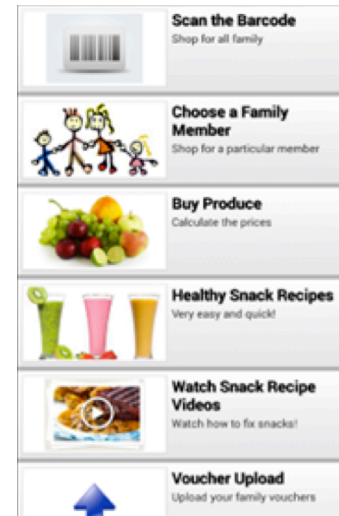 Scan the Barcode
Shop for all family
Choose a Family
Member
Shop for a particular member
Buy Produce
Calculate the prices
Healthy Snack Recipes
Very easy and quick!
Watch Snack Recipe
Videos
Watch how to fix snacks!
Voucher Upload
Upload your family vouchers